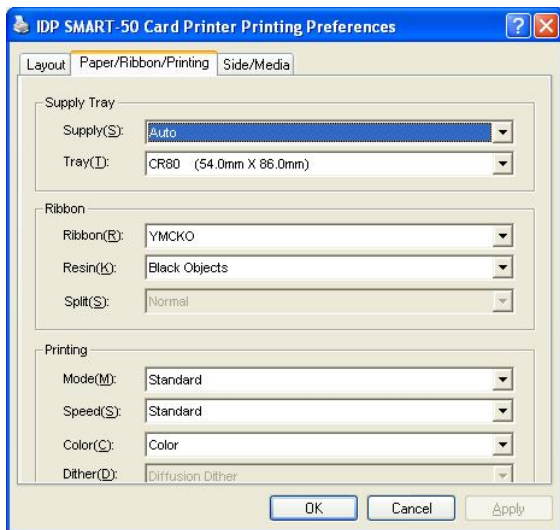 IDP SMART-50 Card Printer Printing Preferences
Layout Paper/Ribbon/Printing Side/Media
Supply Tray
Supply(S): Auto
Tray(T): CR80 (54.0mm X 86.0mm)
Ribbon
Ribbon(R): YMCKO
Resin(K): Black Objects
Split(S): Normal
Printing
Mode(M): Standard
Speed(S): Standard
Color(C): Color
Dither(D): Diffusion Dither
OK Cancel Apply